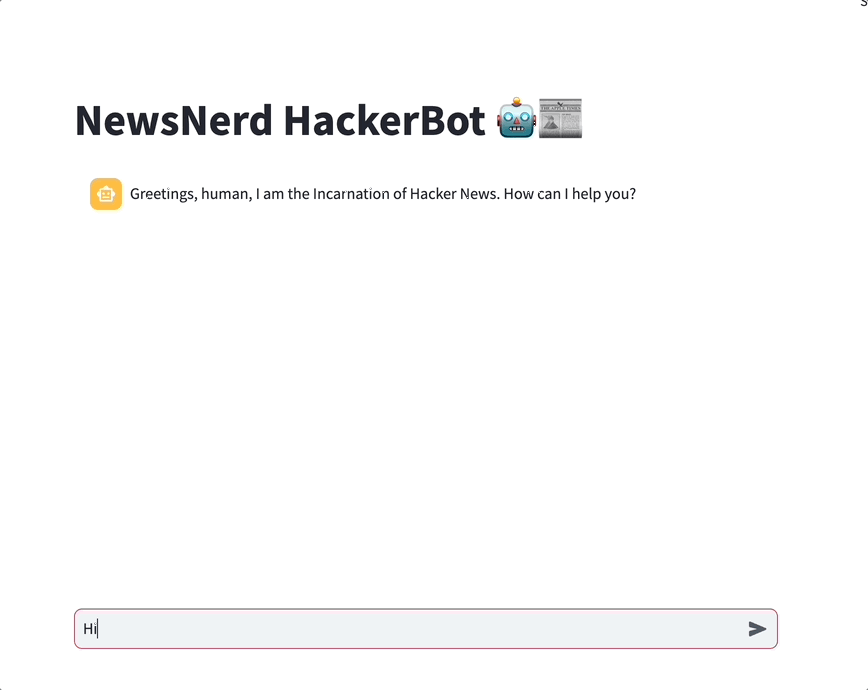 NewsNerd HackerBot 🤖📰
Greetings, human, I am the Incarnation of Hacker News. How can I help you?
Hi